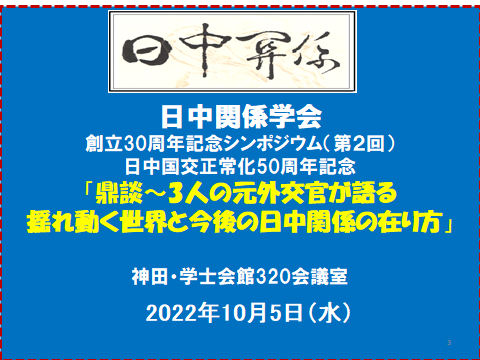 日中関係
日中関係学会
創立30周年記念シンポジウム(第2回)
日中国交正常化50周年記念
「鼎談～3人の元外交官が語る
揺れ動く世界と今後の日中関係の在り方」
神田・学士会館320会議室
2022年10月5日(水)
3